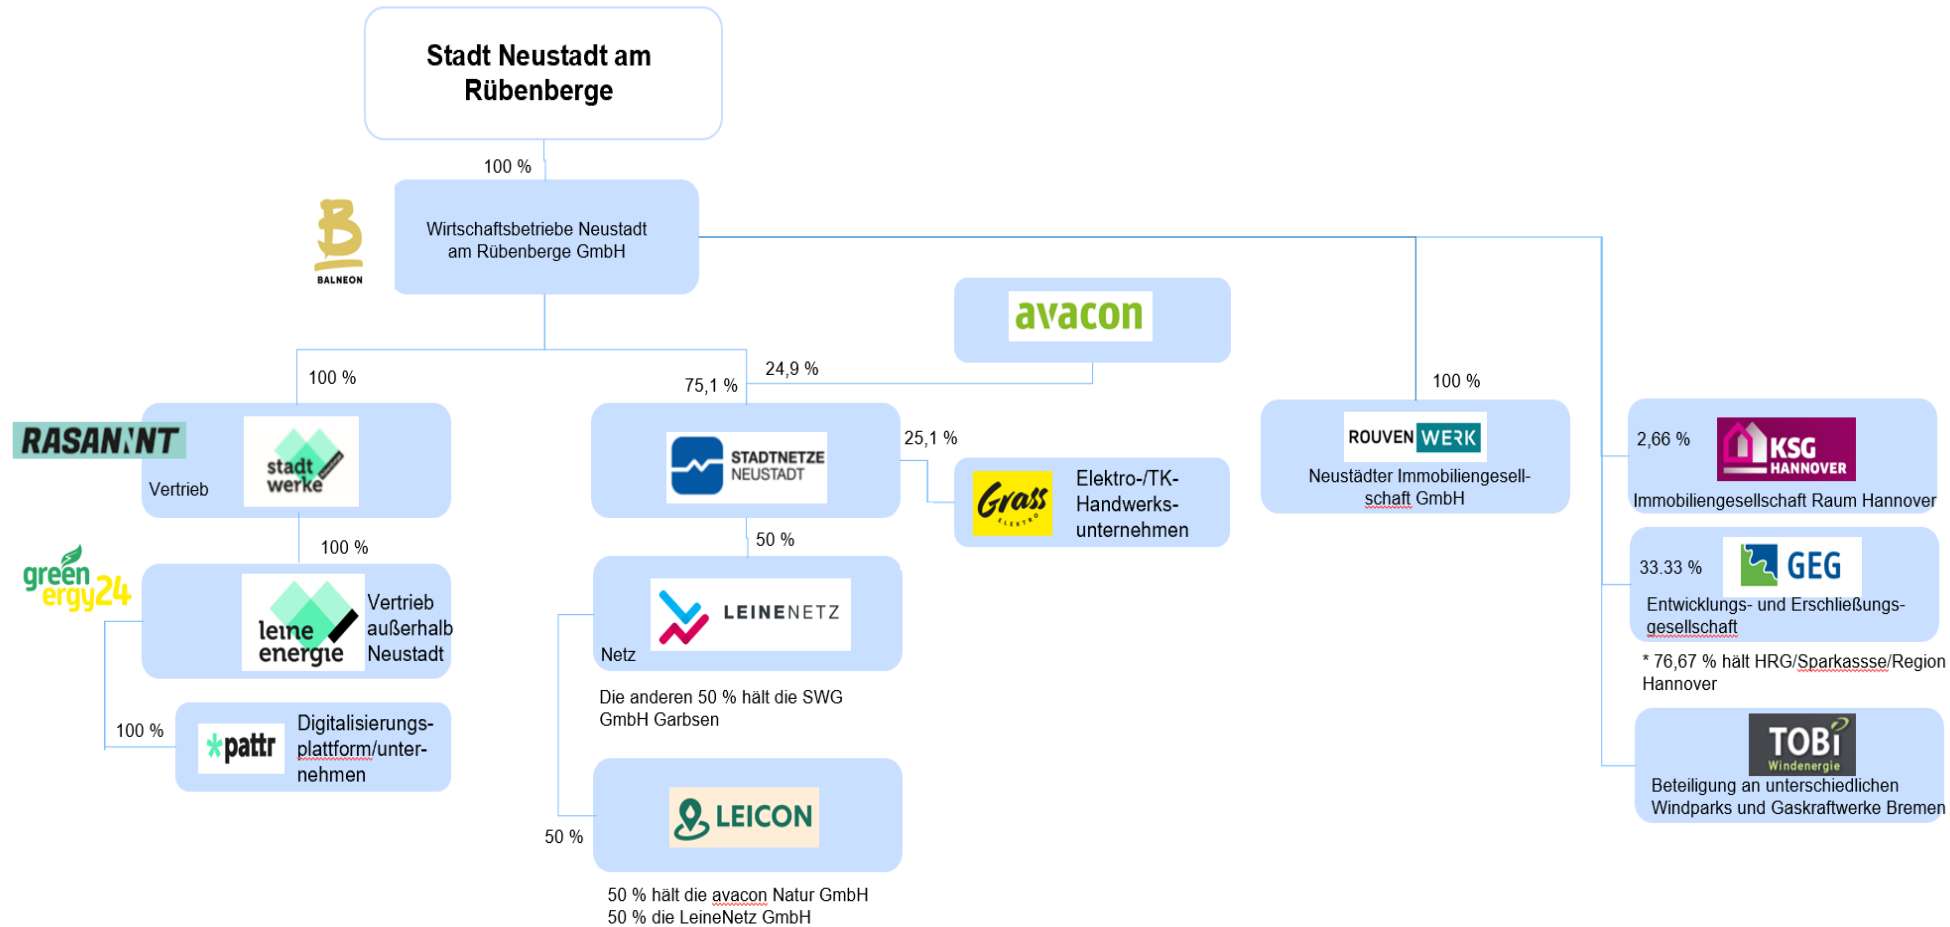 Stadt Neustadt am
Rübenberge
100 %
BALNEON
Wirtschaftsbetriebe Neustadt
am Rübenberge GmbH
avacon
100 %
75,1 %
24,9 %
100 %
RASANNNT
Vertrieb
stadt
werke
STADTNETZE
NEUSTADT
25,1 %
Grass
ELEKTRO
Elektro-/TK-
Handwerks-
unternehmen
ROUVEN WERK
Neustädter Immobiliengesell-
schaft GmbH
2,66 %
KSG
HANNOVER
Immobiliengesellschaft Raum Hannover
100 %
50 %
green
ergy24
leine
energie
Vertrieb
außerhalb
Neustadt
LEINENETZ
Netz
33.33 %
GEG
Entwicklungs- und Erschließungs-
gesellschaft
* 76,67 % hält HRG/Sparkassse/Region
Hannover
Die anderen 50 % hält die SWG
GmbH Garbsen
100 %
*pattr
Digitalisierungs-
plattform/unter-
nehmen
TOBi
Windenergie
Beteiligung an unterschiedlichen
Windparks und Gaskraftwerke Bremen
50 %
LEICON
50 % hält die avacon Natur GmbH
50 % die LeineNetz GmbH